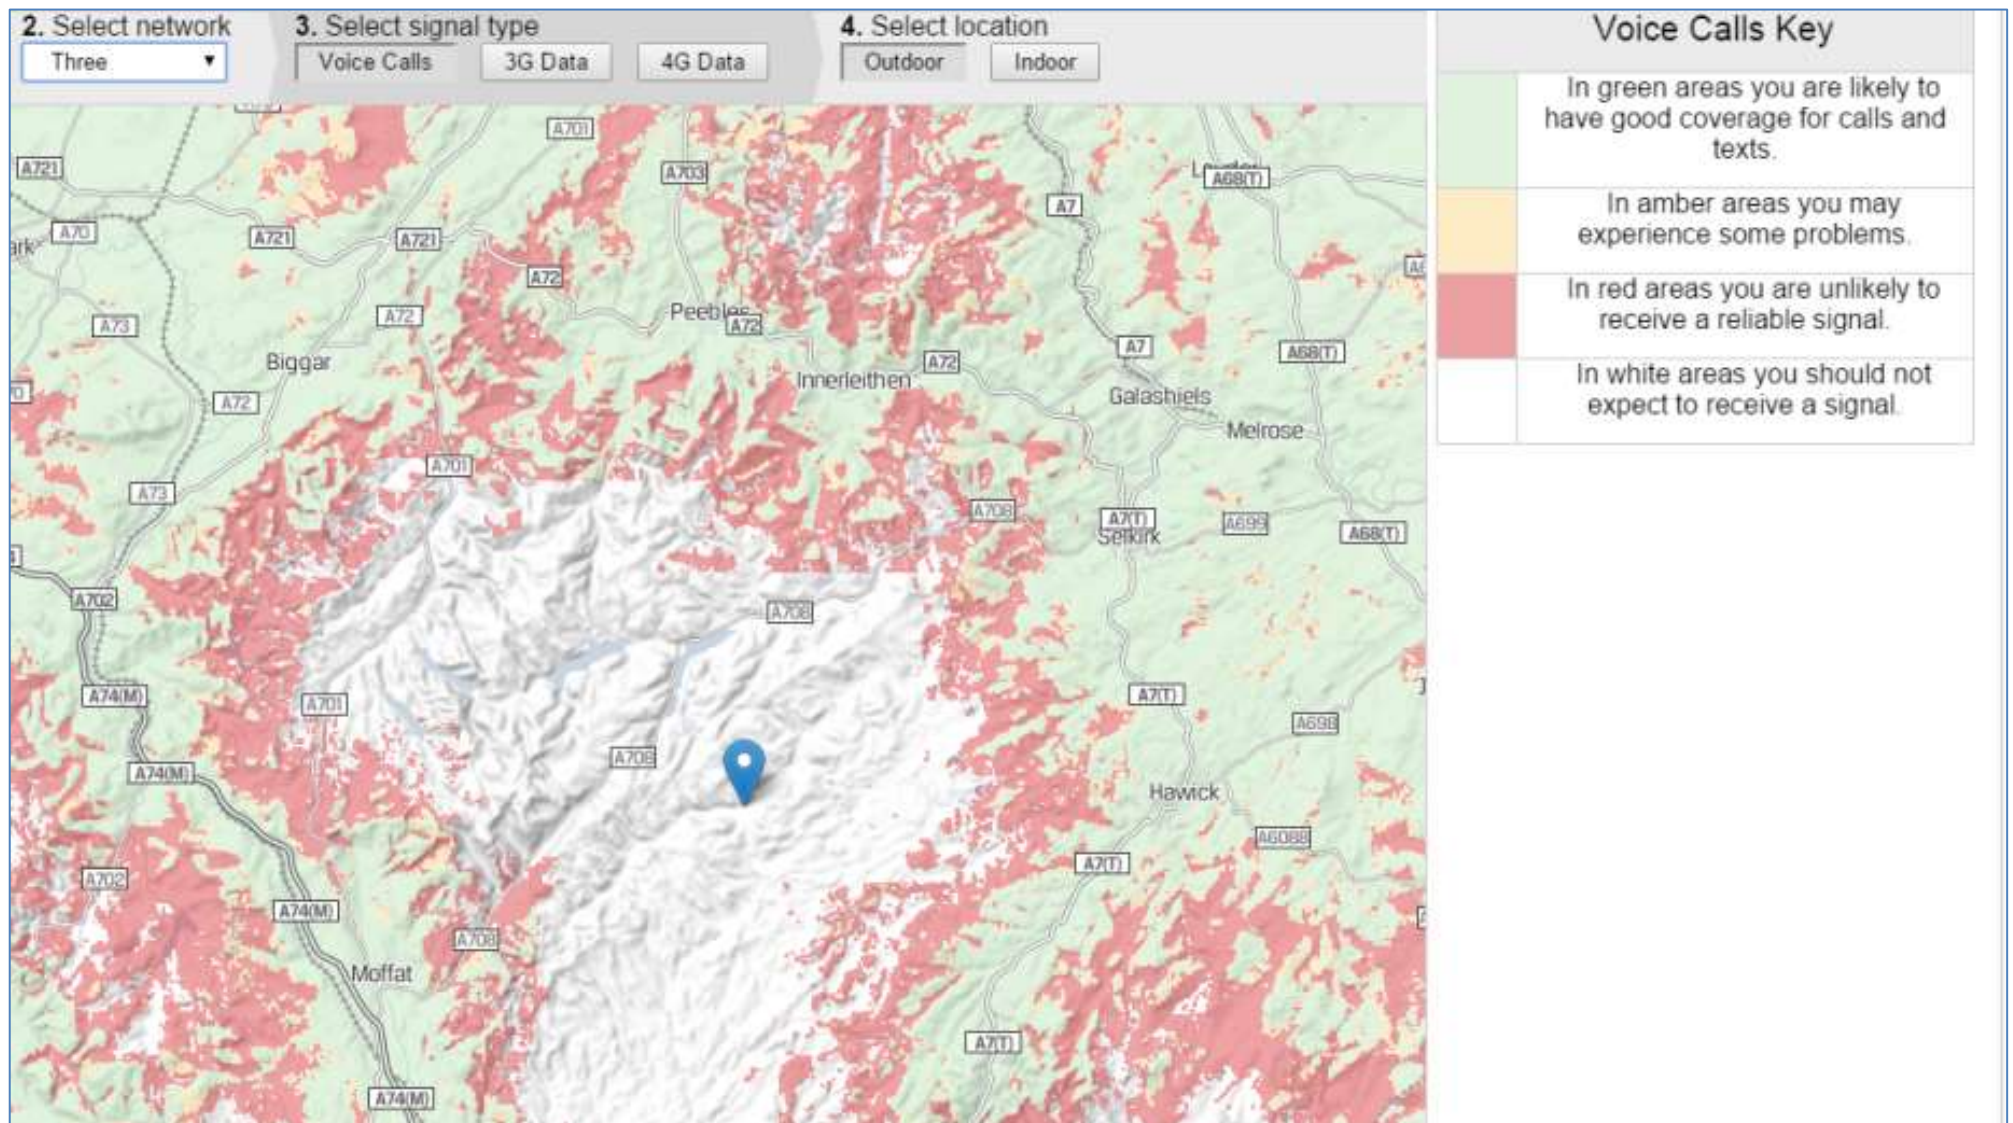 2. Select network
3. Select signal type
4. Select location
Three
Voice Calls
3G Data
4G Data
Outdoor
Indoor
Voice Calls Key
In green areas you are likely to
have good coverage for calls and
texts.
In amber areas you may
experience some problems.
In red areas you are unlikely to
receive a reliable signal.
In white areas you should not
expect to receive a signal.
A701
A721
A703
A68(T)
A7
A70
A721
A721
A72
A73
A72
Peebles
A72
A7
A68(T)
Biggar
Innerleithen
A72
Galashiels
A72
Melrose
A701
A73
A708
A7(T)
Selkirk
A699
A68(T)
A702
A708
A74(M)
A701
A7(T)
A698
A74(M)
A708
Hawick
A6088
A7(T)
A702
A74(M)
A708
Moffat
A7(T)
A74(M)